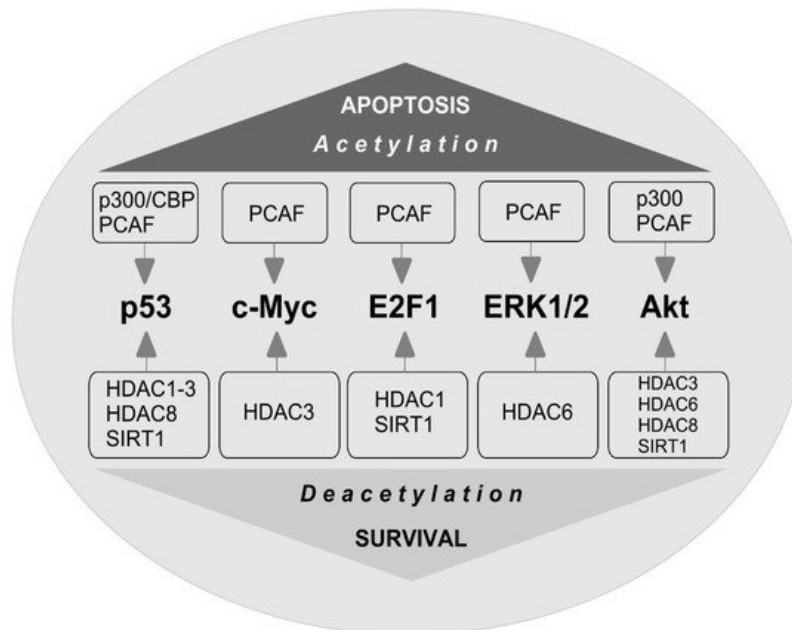 APOPTOSIS
Acetylation
p300/CBP
PCAF
PCAF
PCAF
PCAF
p300
PCAF
p53
c-Myc
E2F1
ERK1/2
Akt
HDAC1-3
HDAC8
SIRT1
HDAC3
HDAC1
SIRT1
HDAC6
HDAC3
HDAC6
HDAC8
SIRT1
Deacetylation
SURVIVAL